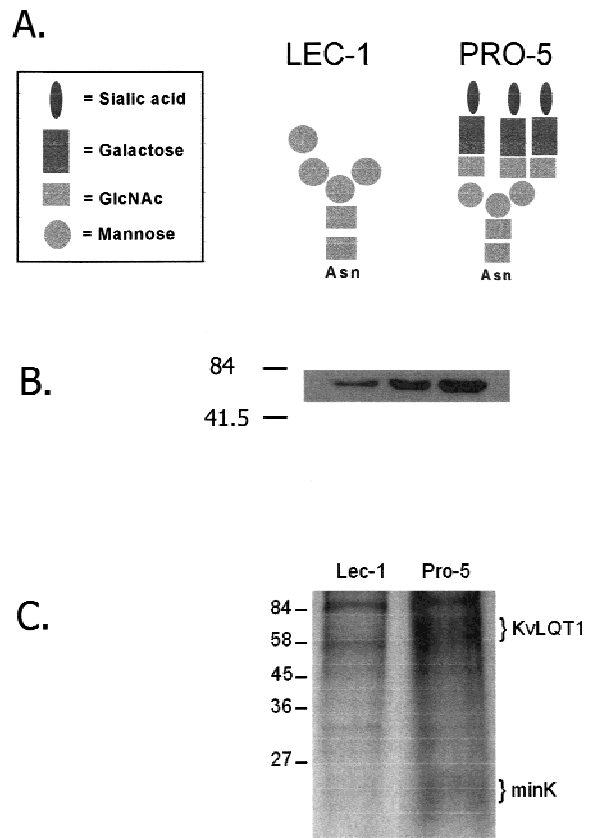 A.
LEC-1
PRO-5
= Sialic acid
= Galactose
= GlcNAc
= Mannose
Asn
Asn
B.
84
41.5
C.
Lec-1
Pro-5
84
58
45
36
27
} KvLQT1
} minK